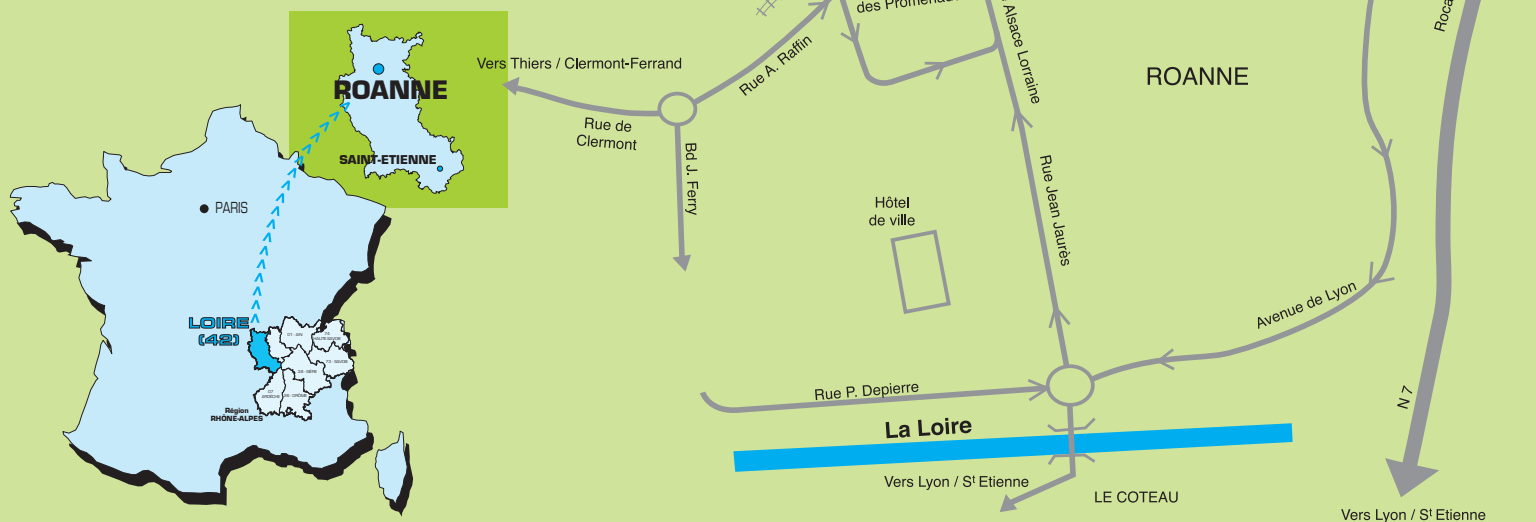 ROANNE
SAINT-ETIENNE
PARIS
LOIRE
(42)
Région
RHÔNE-ALPES
Vers Thiers / Clermont-Ferrand
Rue de
Clermont
Rue A. Raffin
Bd J. Ferry
des
Alsace Lorraine
Rue Jean Jaurès
Hôtel
de ville
ROANNE
Avenue de Lyon
N 7
Rue P. Depierre
La Loire
Vers Lyon / St Etienne
LE COTEAU
Vers Lyon / St Etienne